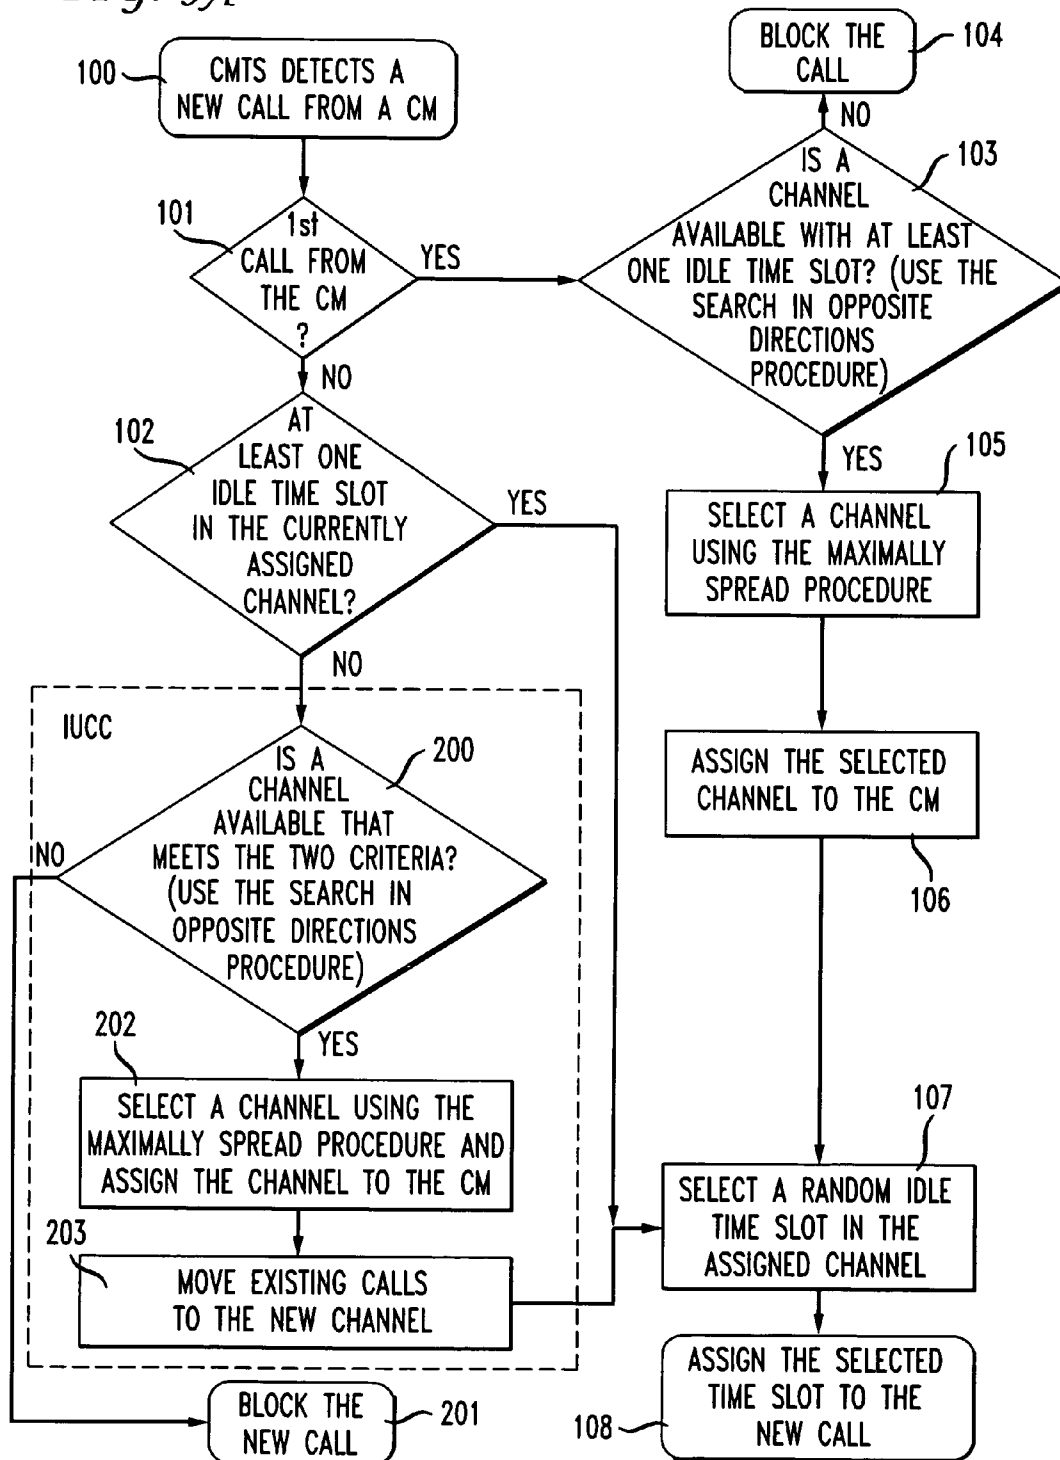 100
CMTS DETECTS A
NEW CALL FROM A CM
BLOCK THE
CALL
104
NO
101
1st
CALL FROM
THE CM
?
YES
NO
103
IS A
CHANNEL
AVAILABLE WITH AT LEAST
ONE IDLE TIME SLOT? (USE THE
SEARCH IN OPPOSITE
DIRECTIONS
PROCEDURE)
YES
102
AT
LEAST ONE
IDLE TIME SLOT
IN THE CURRENTLY
ASSIGNED
CHANNEL?
YES
NO
105
SELECT A CHANNEL
USING THE MAXIMALLY
SPREAD PROCEDURE
ASSIGN THE SELECTED
CHANNEL TO THE CM
106
IUCC
200
IS A
CHANNEL
AVAILABLE THAT
MEETS THE TWO CRITERIA?
(USE THE SEARCH IN
OPPOSITE DIRECTIONS
PROCEDURE)
NO
YES
202
SELECT A CHANNEL USING THE
MAXIMALLY SPREAD PROCEDURE AND
ASSIGN THE CHANNEL TO THE CM
203
MOVE EXISTING CALLS
TO THE NEW CHANNEL
107
SELECT A RANDOM IDLE
TIME SLOT IN THE
ASSIGNED CHANNEL
BLOCK THE
NEW CALL
201
108
ASSIGN THE SELECTED
TIME SLOT TO THE
NEW CALL